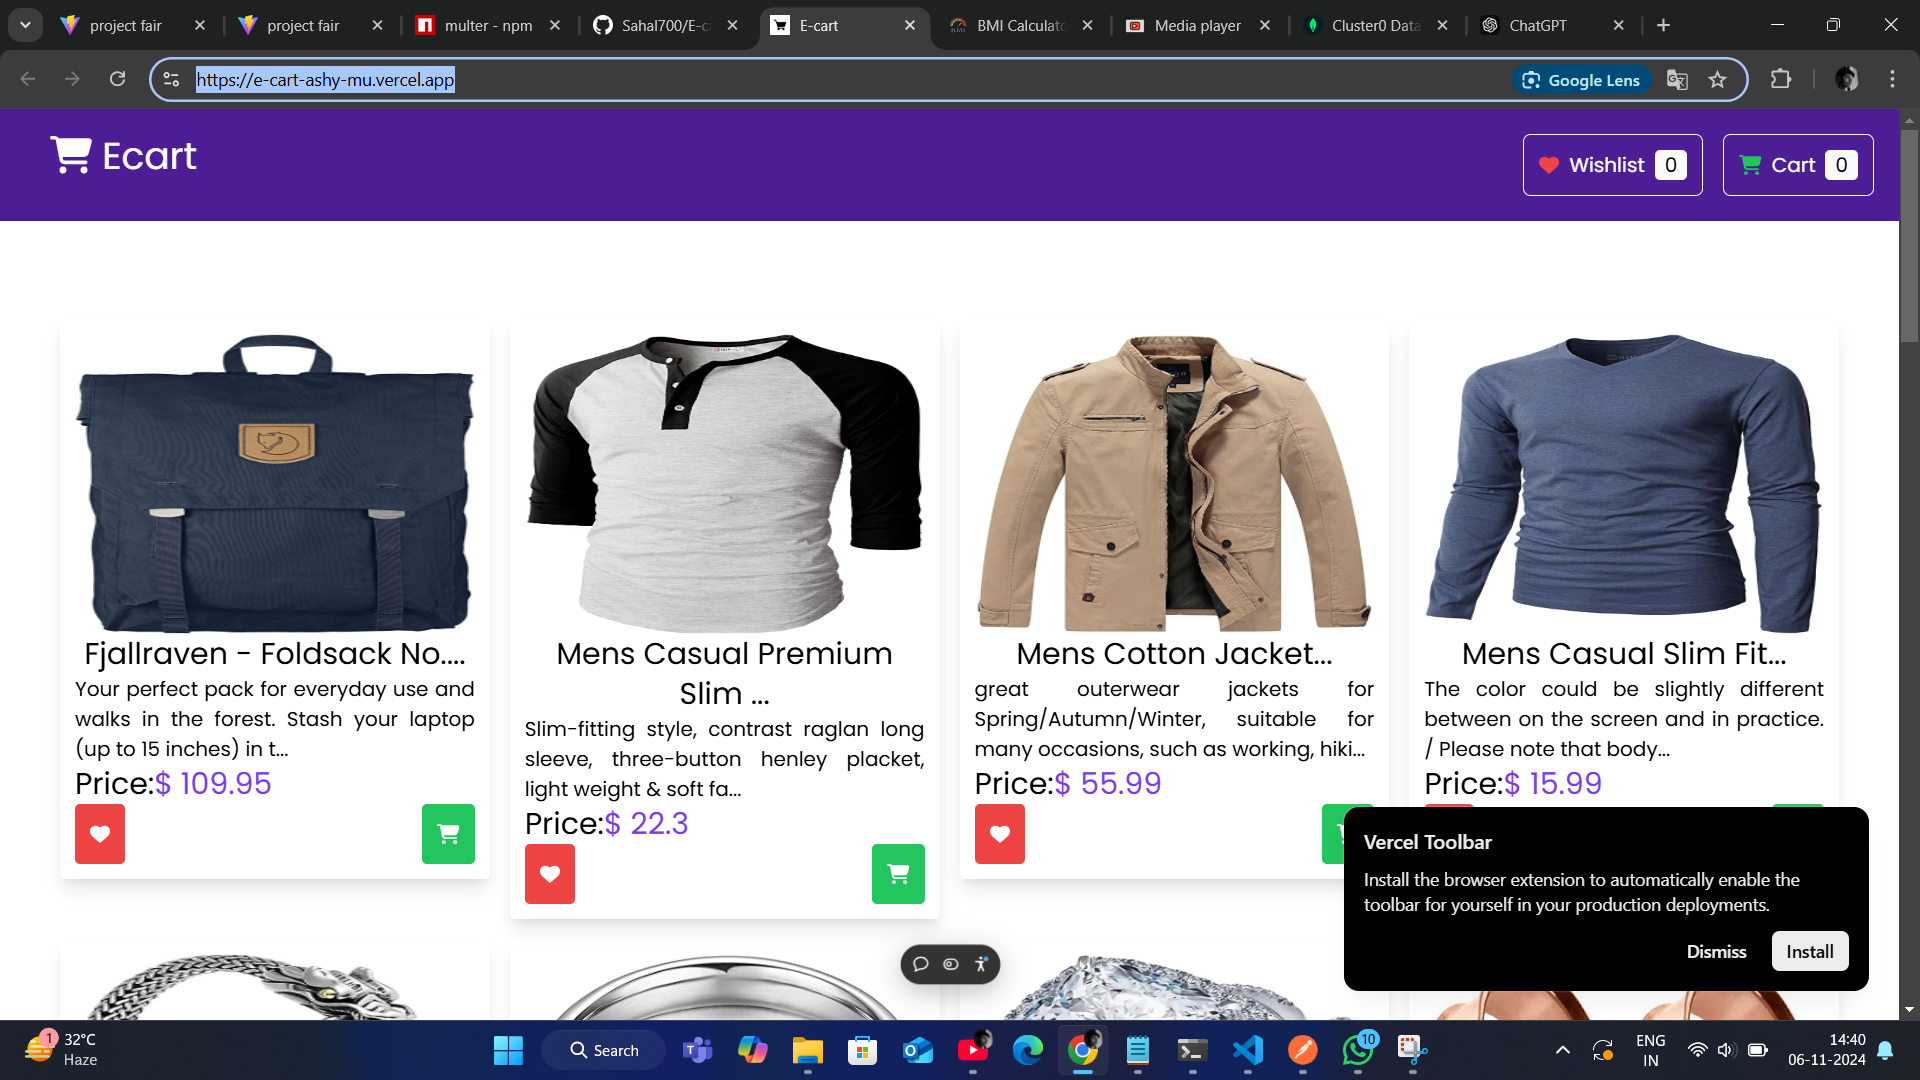 project fair
project fair
multer - npm
Sahal700/E-c
E-cart
BMI Calculato
Media player
Cluster0 Data
ChatGPT
https://e-cart-ashy-mu.vercel.app
Google Lens
Ecart
Wishlist 0
Cart 0
Fjallraven - Foldsack No....
Your perfect pack for everyday use and
walks in the forest. Stash your laptop
(up to 15 inches) in t...
Price:$ 109.95
Mens Casual Premium
Slim ...
Slim-fitting style, contrast raglan long
sleeve, three-button henley placket,
light weight & soft fa...
Price:$ 22.3
Mens Cotton Jacket...
great outerwear jackets for
Spring/Autumn/Winter, suitable for
many occasions, such as working, hiki...
Price:$ 55.99
Mens Casual Slim Fit...
The color could be slightly different
between on the screen and in practice.
/ Please note that body...
Price:$ 15.99
Vercel Toolbar
Install the browser extension to automatically enable the
toolbar for yourself in your production deployments.
Dismiss
Install
1
32°C
Haze
Search
10
ENG
IN
14:40
06-11-2024